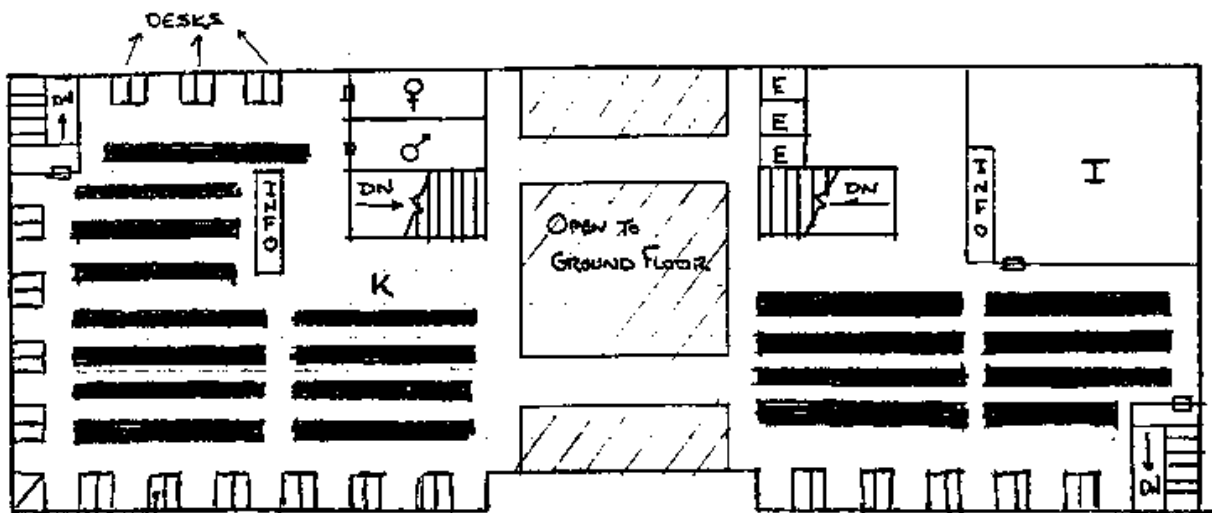 DESKS
DN
♀
♂
E
E
E
DN
INFO
DN
INFO
I
OPEN TO
GROUND FLOOR
K
DN